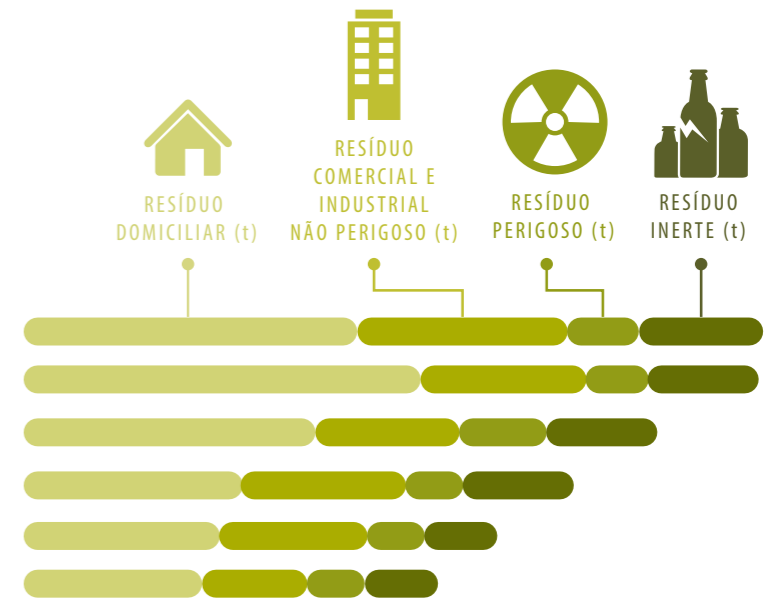 RESÍDUO
DOMICILIAR (t)
RESÍDUO
COMERCIAL E
INDUSTRIAL
NÃO PERIGOSO (t)
RESÍDUO
PERIGOSO (t)
RESÍDUO
INERTE (t)